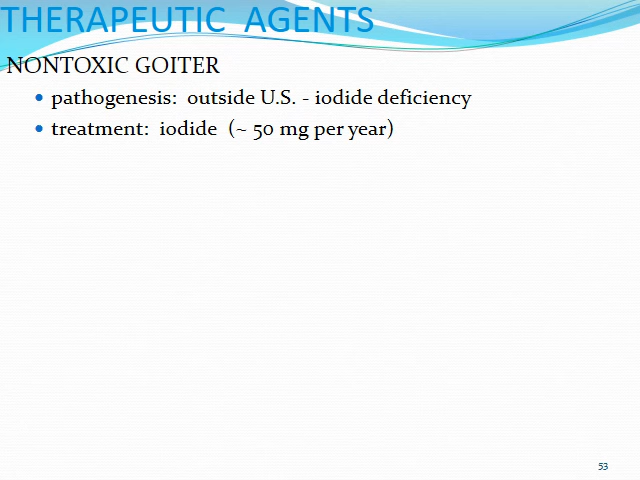 THERAPEUTIC AGENTS
NONTOXIC GOITER
• pathogenesis: outside U.S. - iodide deficiency
• treatment: iodide (~ 50 mg per year)
53